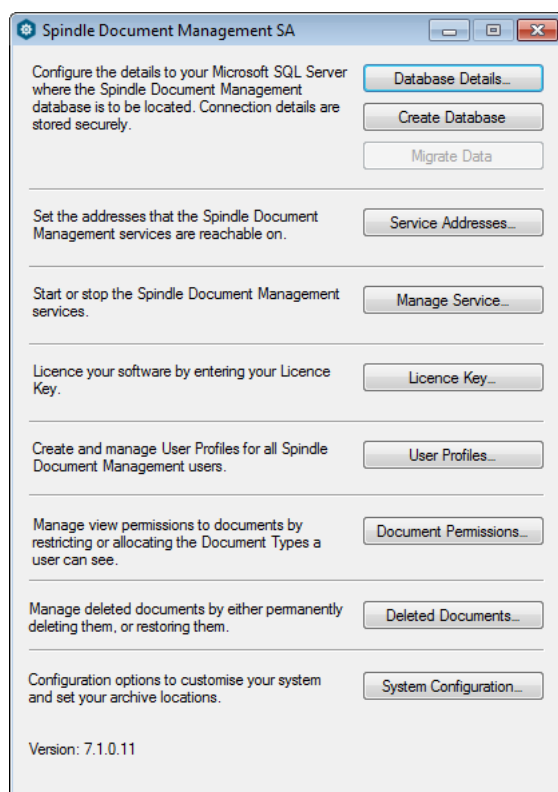 Spindle Document Management SA
Configure the details to your Microsoft SQL Server
where the Spindle Document Management
database is to be located. Connection details are
stored securely.
Database Details...
Create Database
Migrate Data
Set the addresses that the Spindle Document
Management services are reachable on.
Service Addresses...
Start or stop the Spindle Document Management
services.
Manage Service...
Licence your software by entering your Licence
Key.
Licence Key...
Create and manage User Profiles for all Spindle
Document Management users.
User Profiles...
Manage view permissions to documents by
restricting or allocating the Document Types a
user can see.
Document Permissions...
Manage deleted documents by either permanently
deleting them, or restoring them.
Deleted Documents...
Configuration options to customise your system
and set your archive locations.
System Configuration...
Version: 7.1.0.11